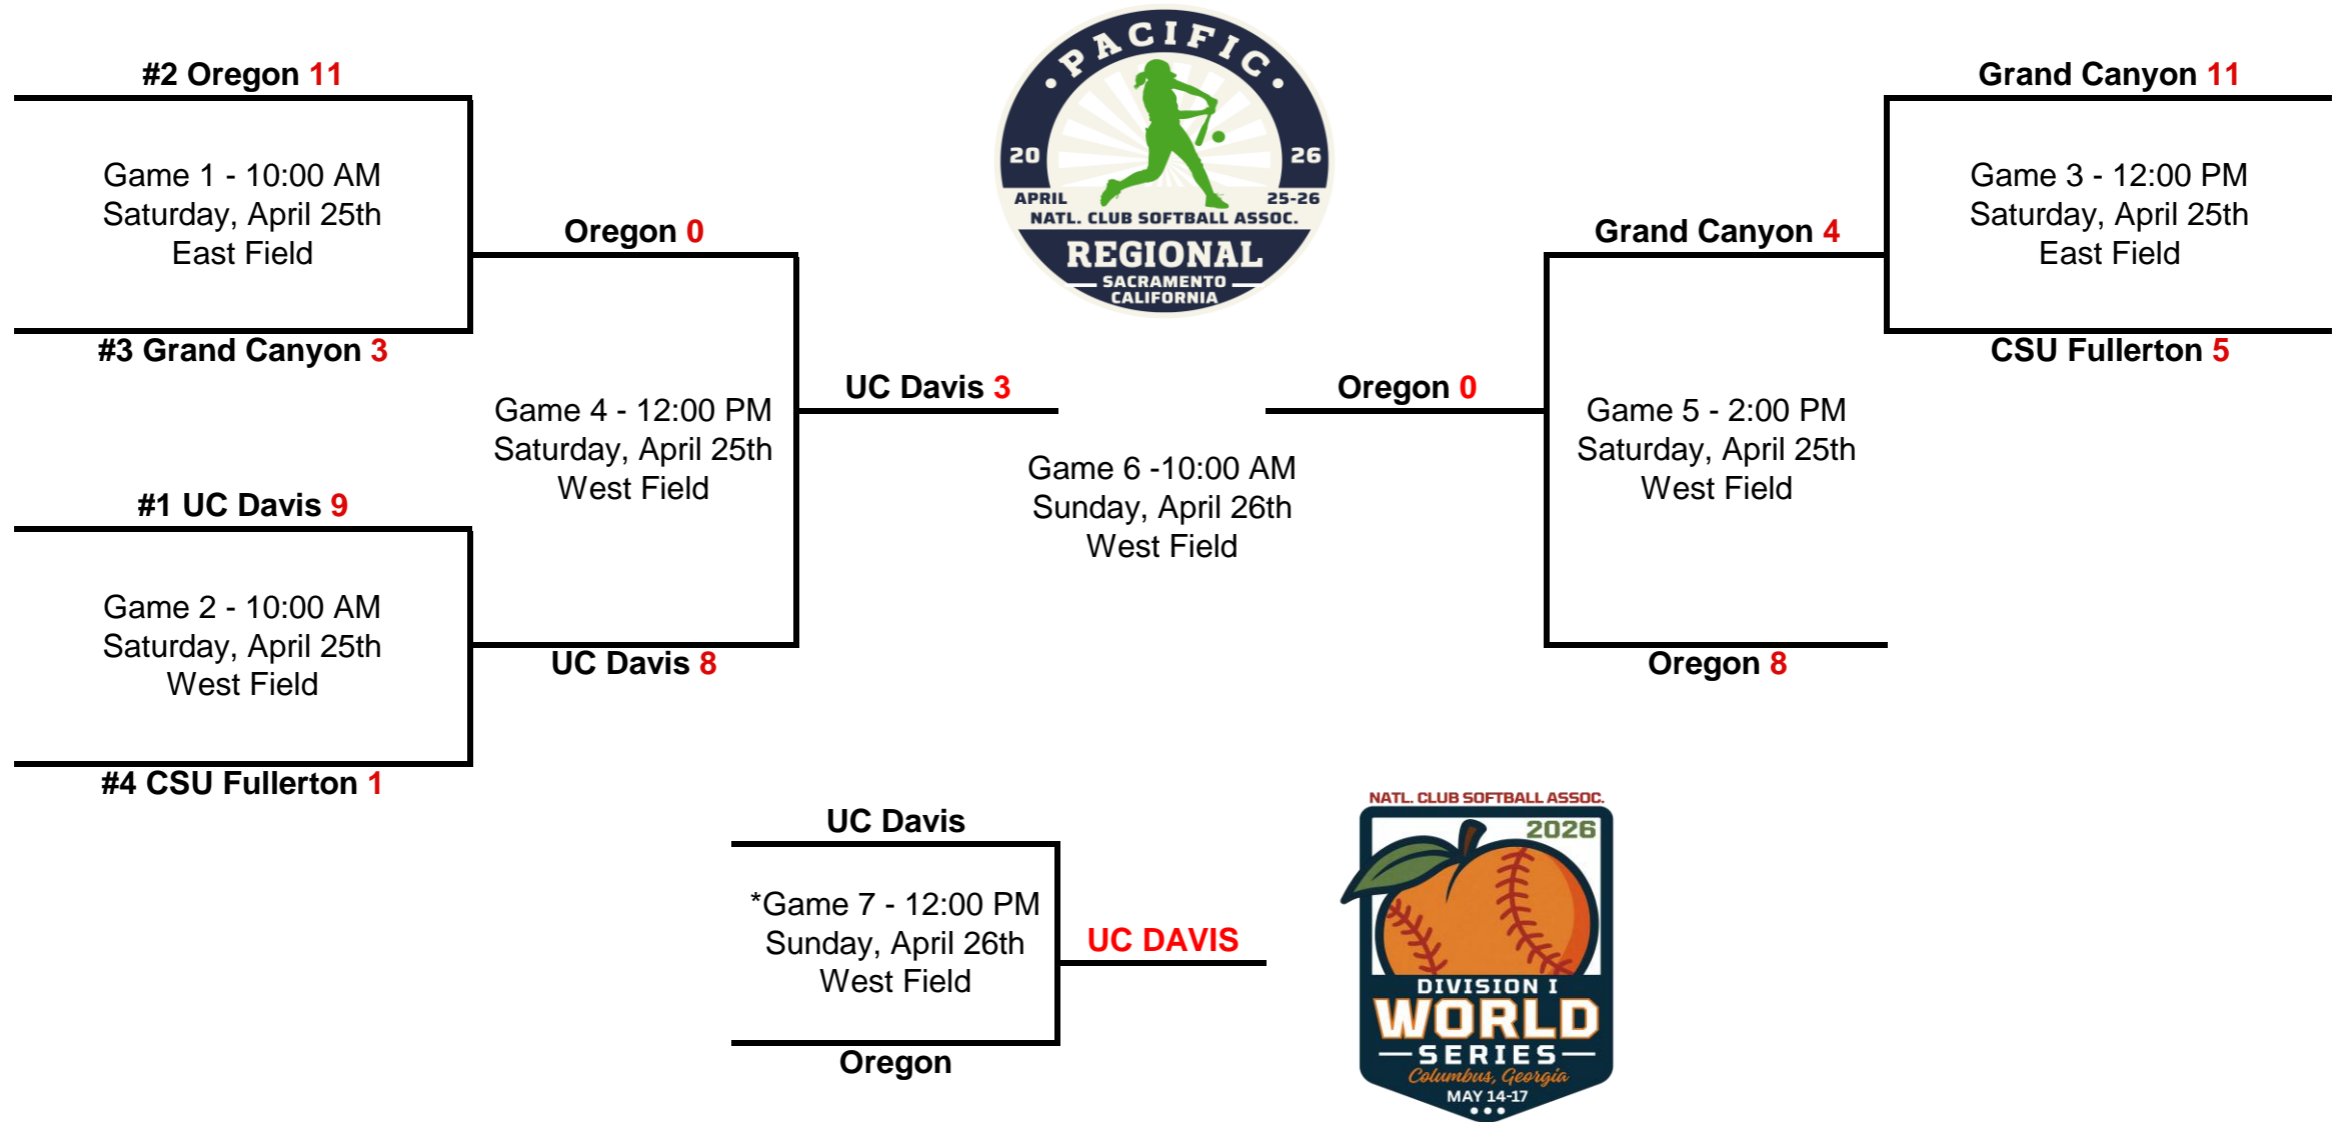 #2 Oregon 11
Game 1 - 10:00 AM
Saturday, April 25th
East Field
#3 Grand Canyon 3
#1 UC Davis 9
Game 2 - 10:00 AM
Saturday, April 25th
West Field
#4 CSU Fullerton 1
Oregon 0
Game 4 - 12:00 PM
Saturday, April 25th
West Field
UC Davis 8
UC Davis 3
Game 6 -10:00 AM
Sunday, April 26th
West Field
Oregon 0
PACIFIC
20 26
APRIL 25-26
NATL. CLUB SOFTBALL ASSOC.
REGIONAL
SACRAMENTO
CALIFORNIA
Grand Canyon 4
Game 5 - 2:00 PM
Saturday, April 25th
West Field
Oregon 8
Grand Canyon 11
Game 3 - 12:00 PM
Saturday, April 25th
East Field
CSU Fullerton 5
UC Davis
*Game 7 - 12:00 PM
Sunday, April 26th
West Field
Oregon
UC DAVIS
NATL. CLUB SOFTBALL ASSOC.
2026
DIVISION I
WORLD
SERIES
Columbus, Georgia
MAY 14-17